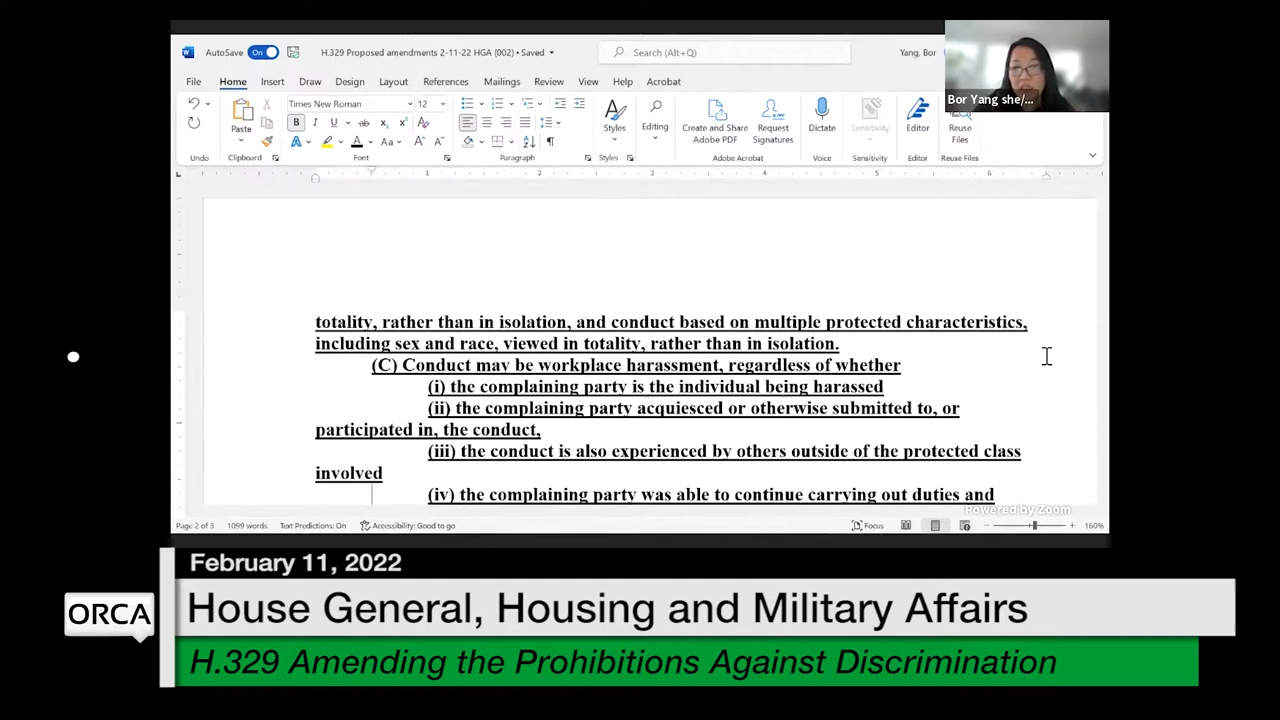 AutoSave On H.329 Proposed amendments 2-11-22 HGA (002) • Saved Search (Alt+Q) Yang, Bor
File Home Insert Draw Design Layout References Mailings Review View Help Acrobat
Bor Yang she/...
Times New Roman 12
Paste Styles Editing Create and Share Adobe PDF Request Signatures Dictate Sensitivity Editor Reuse Files
Undo Clipboard Font Paragraph Styles Adobe Acrobat Voice Sensitivity Editor Reuse Files
1 2 3 4 5 6
totality, rather than in isolation, and conduct based on multiple protected characteristics,
including sex and race, viewed in totality, rather than in isolation.
(C) Conduct may be workplace harassment, regardless of whether
(i) the complaining party is the individual being harassed
(ii) the complaining party acquiesced or otherwise submitted to, or
participated in, the conduct,
(iii) the conduct is also experienced by others outside of the protected class
involved
(iv) the complaining party was able to continue carrying out duties and
Powered by Zoom
Page 2 of 3 1099 words Text Predictions: On Accessibility: Good to go Focus 160%
February 11, 2022
ORCA
House General, Housing and Military Affairs
H.329 Amending the Prohibitions Against Discrimination